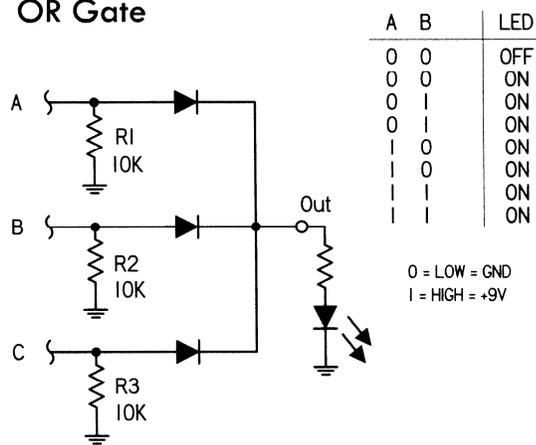 OR Gate
A B LED
0 0 OFF
0 0 ON
0 1 ON
0 1 ON
1 0 ON
1 0 ON
1 1 ON
1 1 ON
A
R1
10K
B
R2
10K
C
R3
10K
Out
0 = LOW = GND
1 = HIGH = +9V